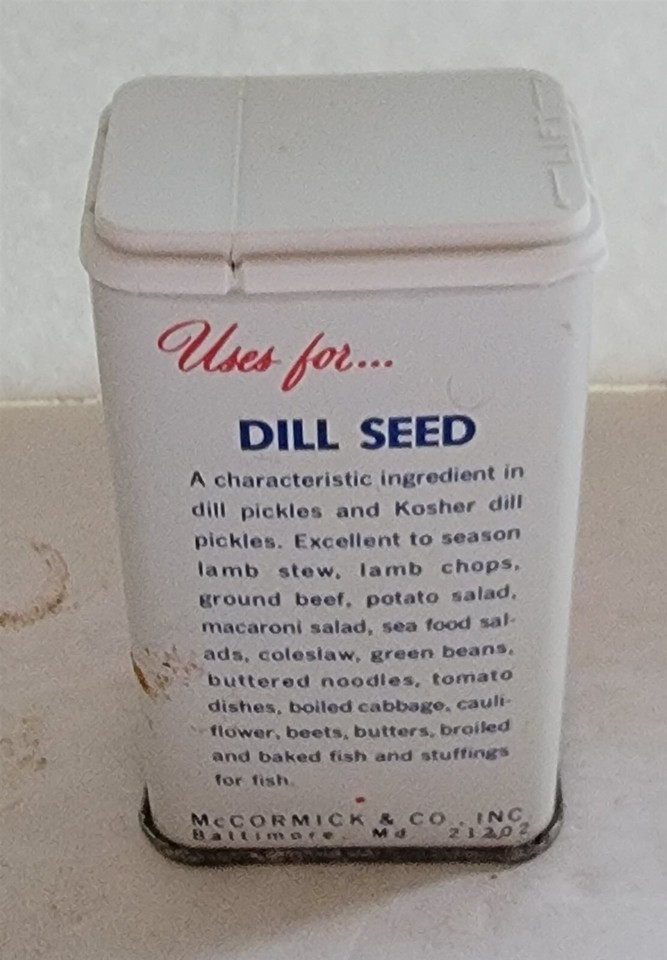 LIFT
Uses for...
DILL SEED
A characteristic ingredient in
dill pickles and Kosher dill
pickles. Excellent to season
lamb stew, lamb chops,
ground beef, potato salad,
macaroni salad, sea food sal-
ads, coleslaw, green beans,
buttered noodles, tomato
dishes, boiled cabbage, cauli-
flower, beets, butters, broiled
and baked fish and stuffings
for fish.
McCORMICK & CO., INC.
Baltimore, Md. 21202